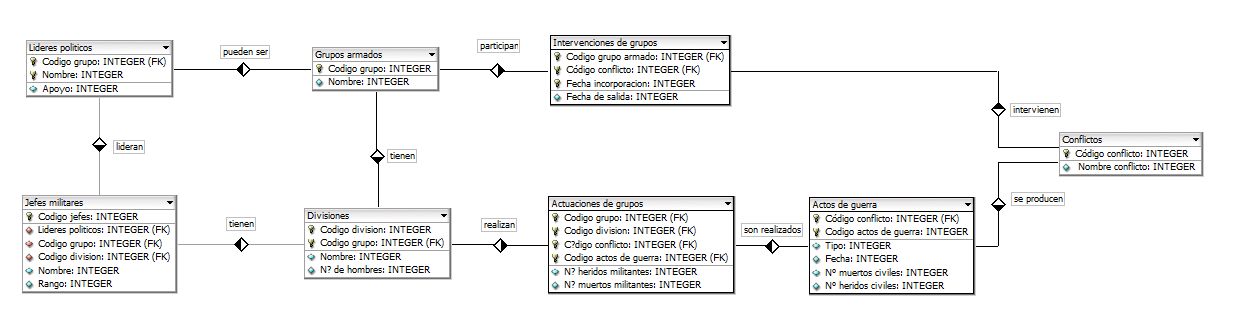 Lideres politicos
Codigo grupo: INTEGER (FK)
Nombre: INTEGER
Apoyo: INTEGER
pueden ser
Grupos armados
Codigo grupo: INTEGER
Nombre: INTEGER
participan
Intervenciones de grupos
Codigo grupo armado: INTEGER (FK)
Código conflicto: INTEGER (FK)
Fecha incorporacion: INTEGER
Fecha de salida: INTEGER
intervienen
Conflictos
Código conflicto: INTEGER
Nombre conflicto: INTEGER
lideran
tienen
Jefes militares
Codigo jefes: INTEGER
Lideres politicos: INTEGER
Codigo grupo: INTEGER (FK)
Codigo division: INTEGER (FK)
Nombre: INTEGER
Rango: INTEGER
tienen
Divisiones
Codigo division: INTEGER
Codigo grupo: INTEGER (FK)
Nombre: INTEGER
N? de hombres: INTEGER
realizan
Actuaciones de grupos
Codigo grupo: INTEGER (FK)
Codigo division: INTEGER (FK)
C?digo conflicto: INTEGER (FK)
Codigo actos de guerra: INTEGER (FK)
N? heridos militantes: INTEGER
N? muertos militantes: INTEGER
son realizados
Actos de guerra
Código conflicto: INTEGER (FK)
Codigo actos de guerra: INTEGER
Tipo: INTEGER
Fecha: INTEGER
Nº muertos civiles: INTEGER
Nº heridos civiles: INTEGER
se producen